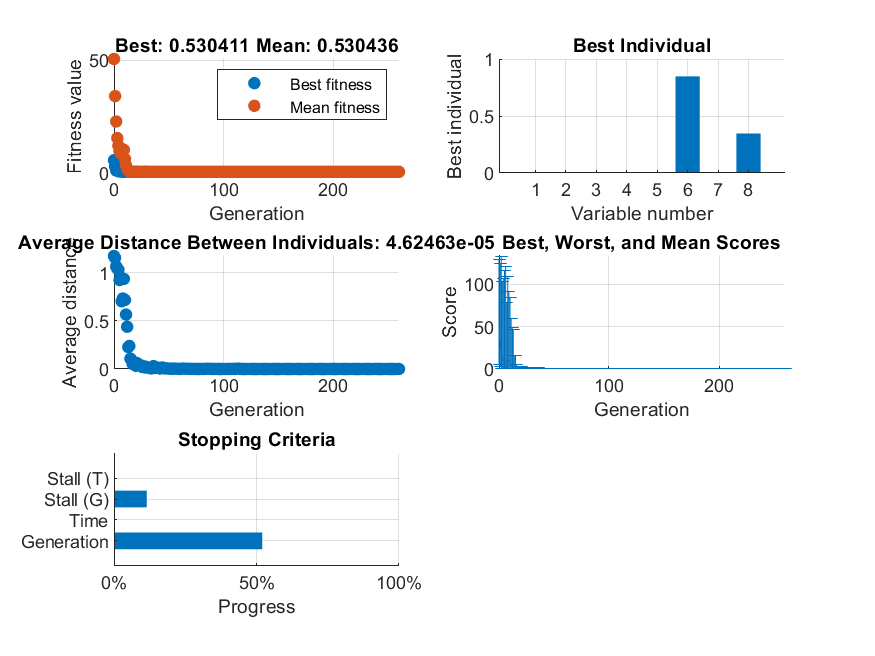 Best: 0.530411 Mean: 0.530436
Fitness value
50
0
Best fitness
Mean fitness
0 100 200
Generation
Best Individual
Best individual
1
0.5
0
1 2 3 4 5 6 7 8
Variable number
Average Distance Between Individuals: 4.62463e-05
Average distance
1
0.5
0
0 100 200
Generation
Best, Worst, and Mean Scores
Score
100
50
0
0 100 200
Generation
Stopping Criteria
Stall (T)
Stall (G)
Time
Generation
0% 50% 100%
Progress